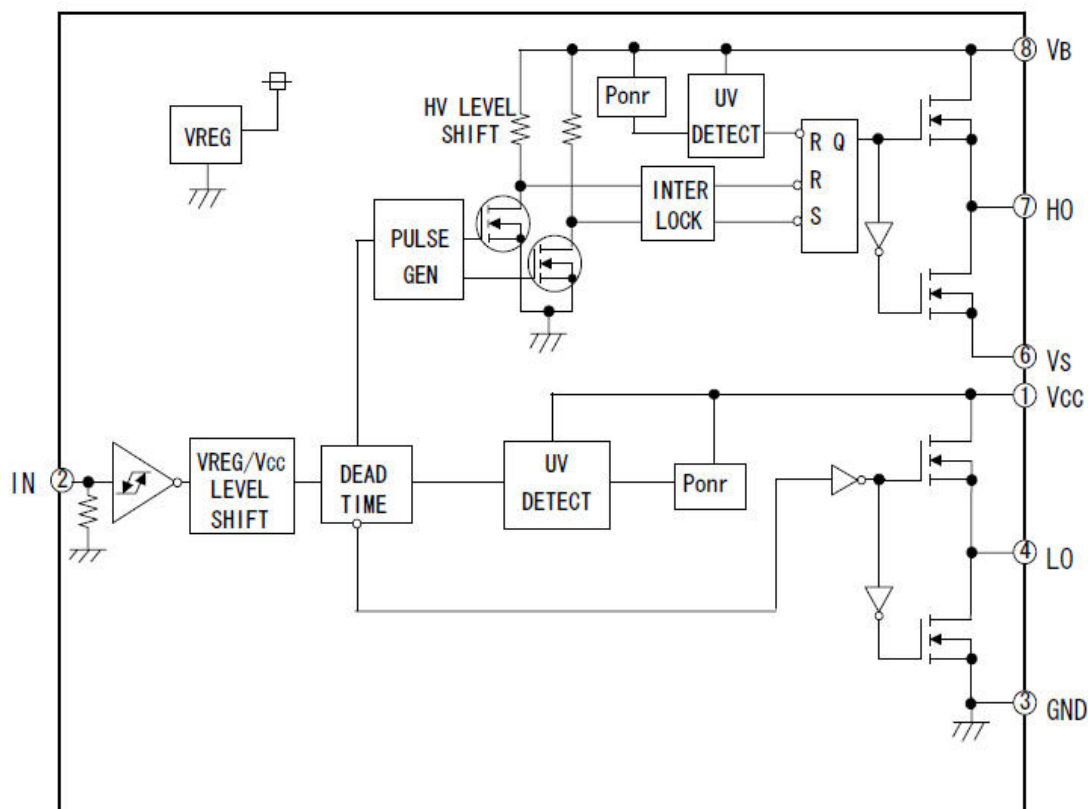 8 VB
Ponr
UV
DETECT
HV LEVEL
SHIFT
VREG
R Q
R
S
INTER
LOCK
7 HO
PULSE
GEN
6 VS
1 VCC
IN 2
VREG/VCC
LEVEL
SHIFT
DEAD
TIME
UV
DETECT
Ponr
4 LO
3 GND